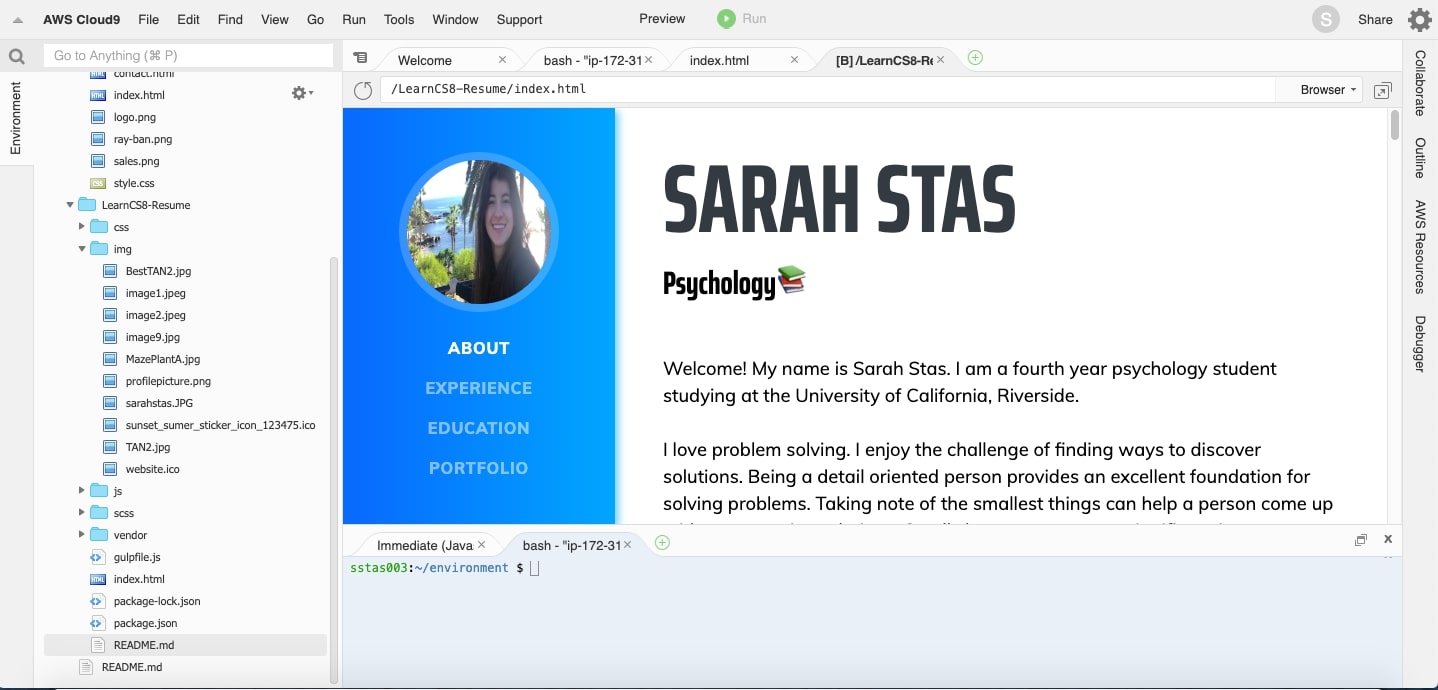 AWS Cloud9 File Edit Find View Go Run Tools Window Support Preview Run S Share
Go to Anything (⌘ P)
Environment
contact.html
index.html
logo.png
ray-ban.png
sales.png
style.css
LearnCS8-Resume
css
img
BestTAN2.jpg
image1.jpeg
image2.jpeg
image9.jpg
MazePlantA.jpg
profilepicture.png
sarahstas.JPG
sunset_sumer_sticker_icon_123475.ico
TAN2.jpg
website.ico
js
scss
vendor
gulpfile.js
index.html
package-lock.json
package.json
README.md
README.md
Welcome bash - "ip-172-31 index.html [B] /LearnCS8-Re
/LearnCS8-Resume/index.html Browser
ABOUT
EXPERIENCE
EDUCATION
PORTFOLIO
SARAH STAS
Psychology📚
Welcome! My name is Sarah Stas. I am a fourth year psychology student
studying at the University of California, Riverside.
I love problem solving. I enjoy the challenge of finding ways to discover
solutions. Being a detail oriented person provides an excellent foundation for
solving problems. Taking note of the smallest things can help a person come up
Immediate (Java bash - "ip-172-31
sstas003:~/environment $
Collaborate
Outline
AWS Resources
Debugger